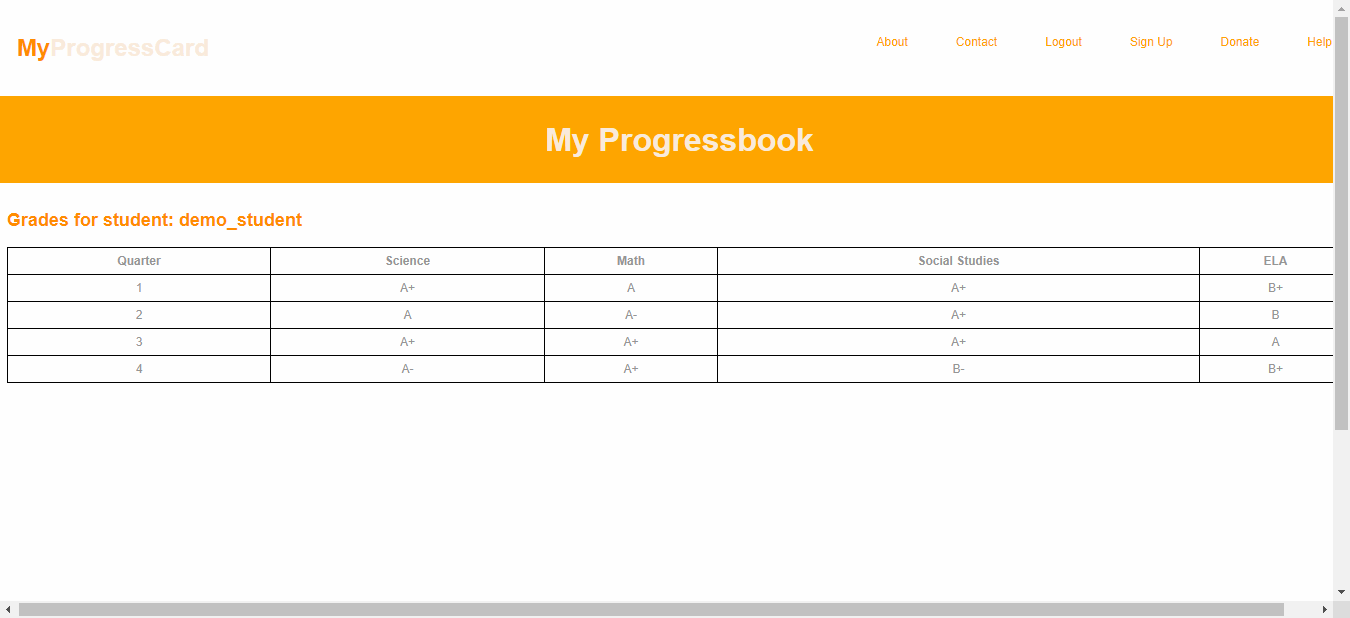 MyProgressCard About Contact Logout Sign Up Donate Help
My Progressbook
Grades for student: demo_student
Quarter Science Math Social Studies ELA
1 A+ A A+ B+
2 A A- A+ B
3 A+ A+ A+ A
4 A- A+ B- B+